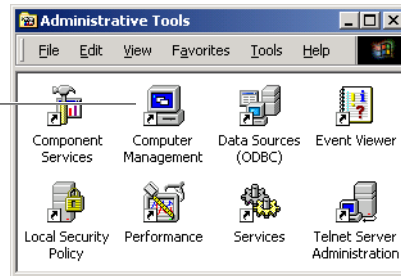 Administrative Tools
File Edit View Favorites Tools Help
Component Services
Computer Management
Data Sources (ODBC)
Event Viewer
Local Security Policy
Performance
Services
Telnet Server Administration